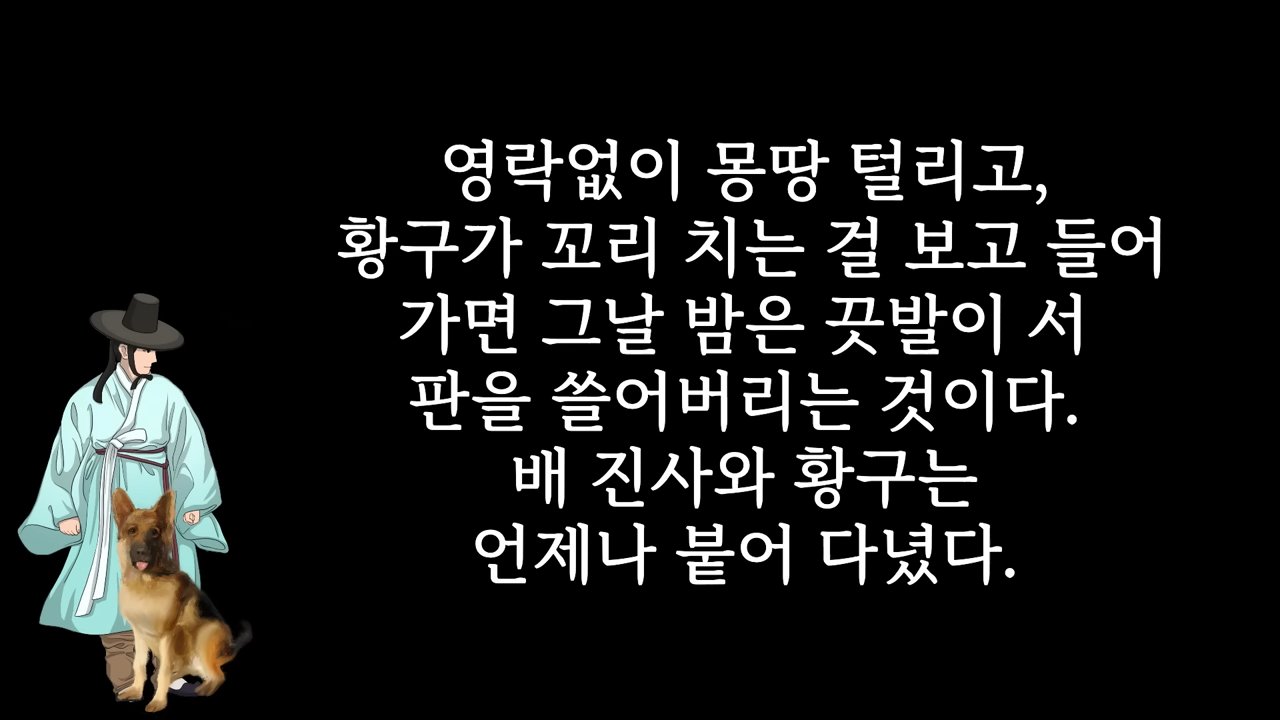 영락없이 몽땅 털리고,
황구가 꼬리 치는 걸 보고 들어
가면 그날 밤은 끗발이 서
판을 쓸어버리는 것이다.
배 진사와 황구는
언제나 붙어 다녔다.